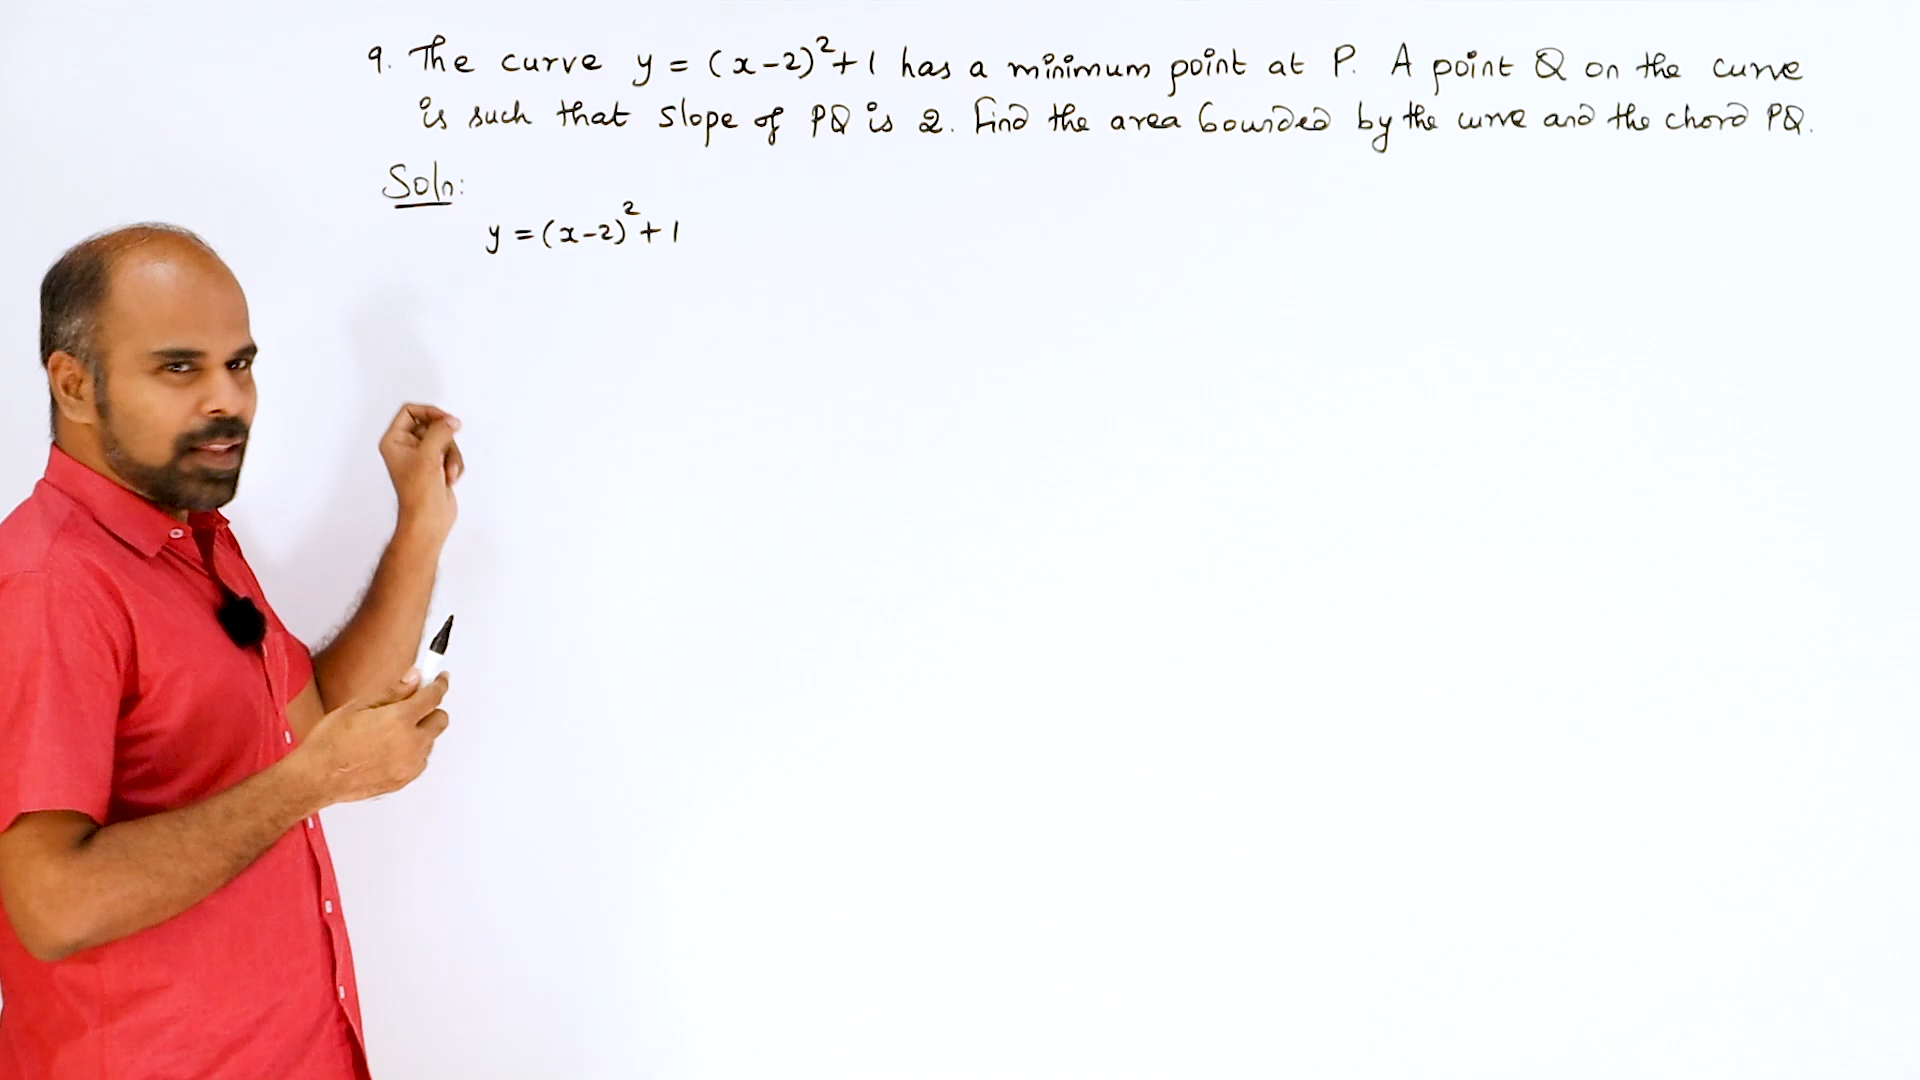 9. The curve y = (x-2)²+1 has a minimum point at P. A point Q on the curve
is such that slope of PQ is 2. Find the area bounded by the curve and the chord PQ.
Soln:
y = (x-2)²+1